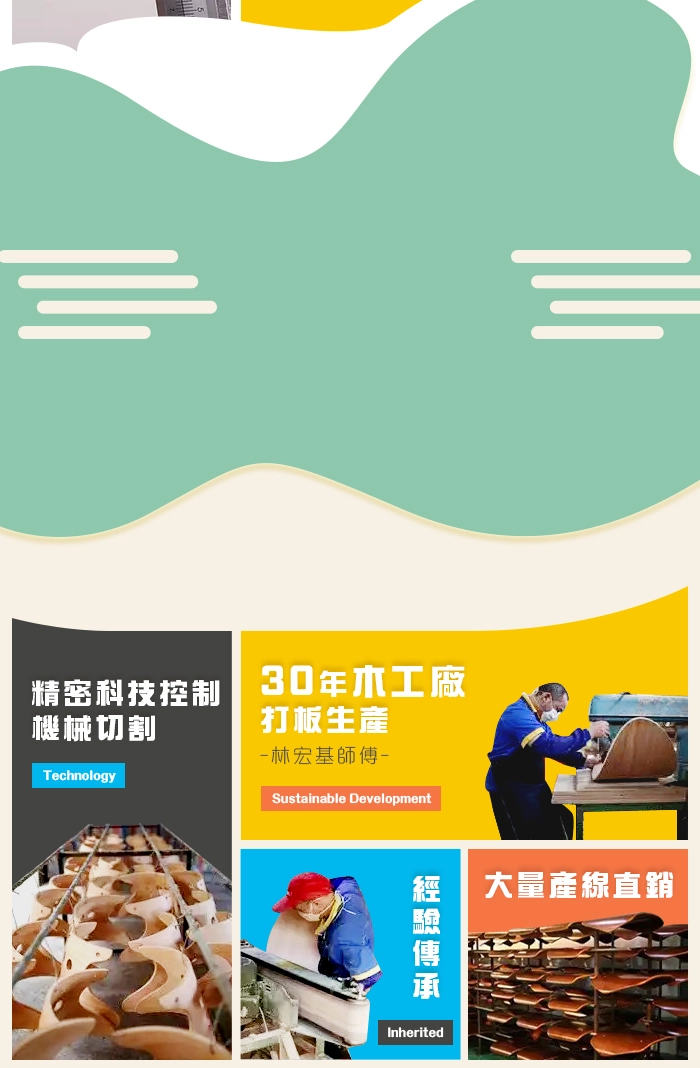 精密科技控制
機械切割
Technology
30年木工廠
打板生產
-林宏基師傅-
Sustainable Development
經驗傳承
Inherited
大量產線直銷